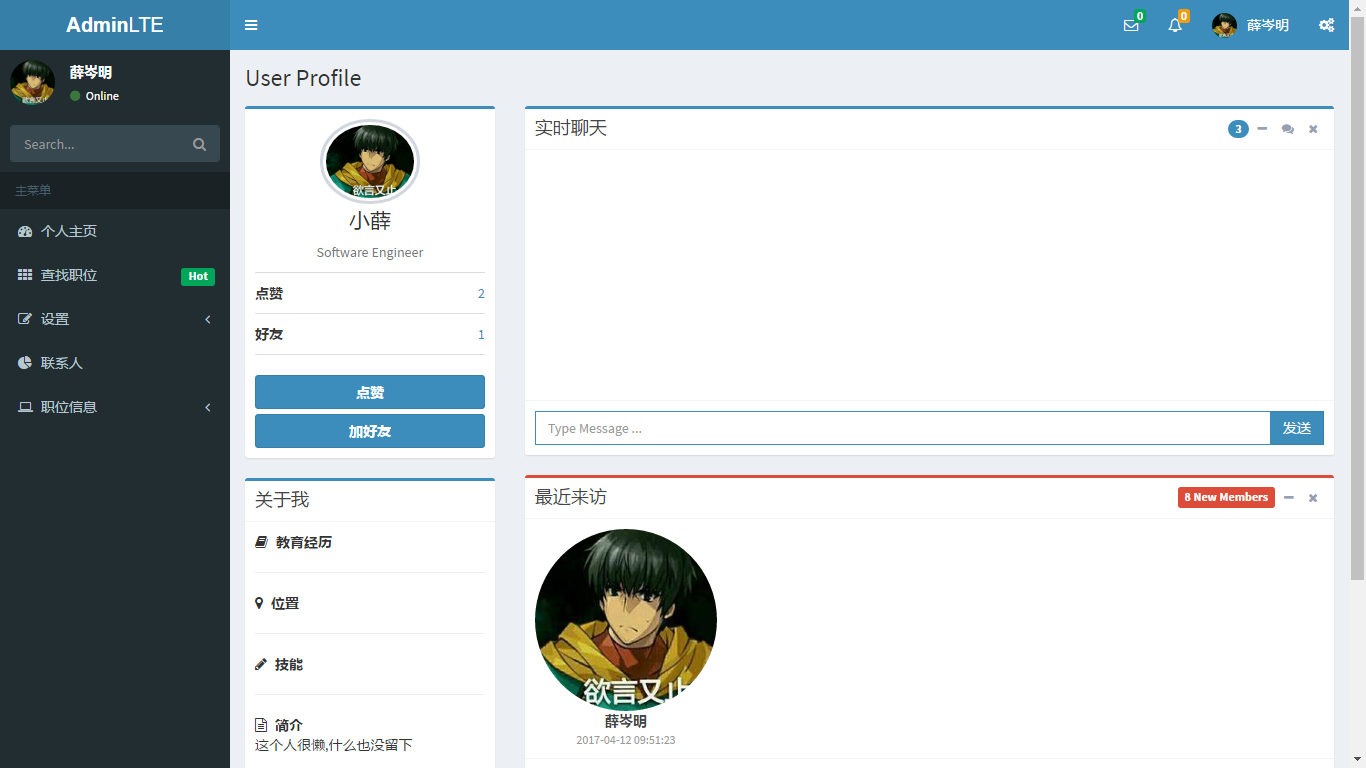 AdminLTE
0
0
薛岑明
薛岑明
Online
Search...
主菜单
个人主页
查找职位 Hot
设置
联系人
职位信息
User Profile
欲言又止
小薛
Software Engineer
点赞 2
好友 1
点赞
加好友
关于我
教育经历
位置
技能
简介
这个人很懒,什么也没留下
实时聊天 3
Type Message ... 发送
最近来访 8 New Members
欲言又止
薛岑明
2017-04-12 09:51:23